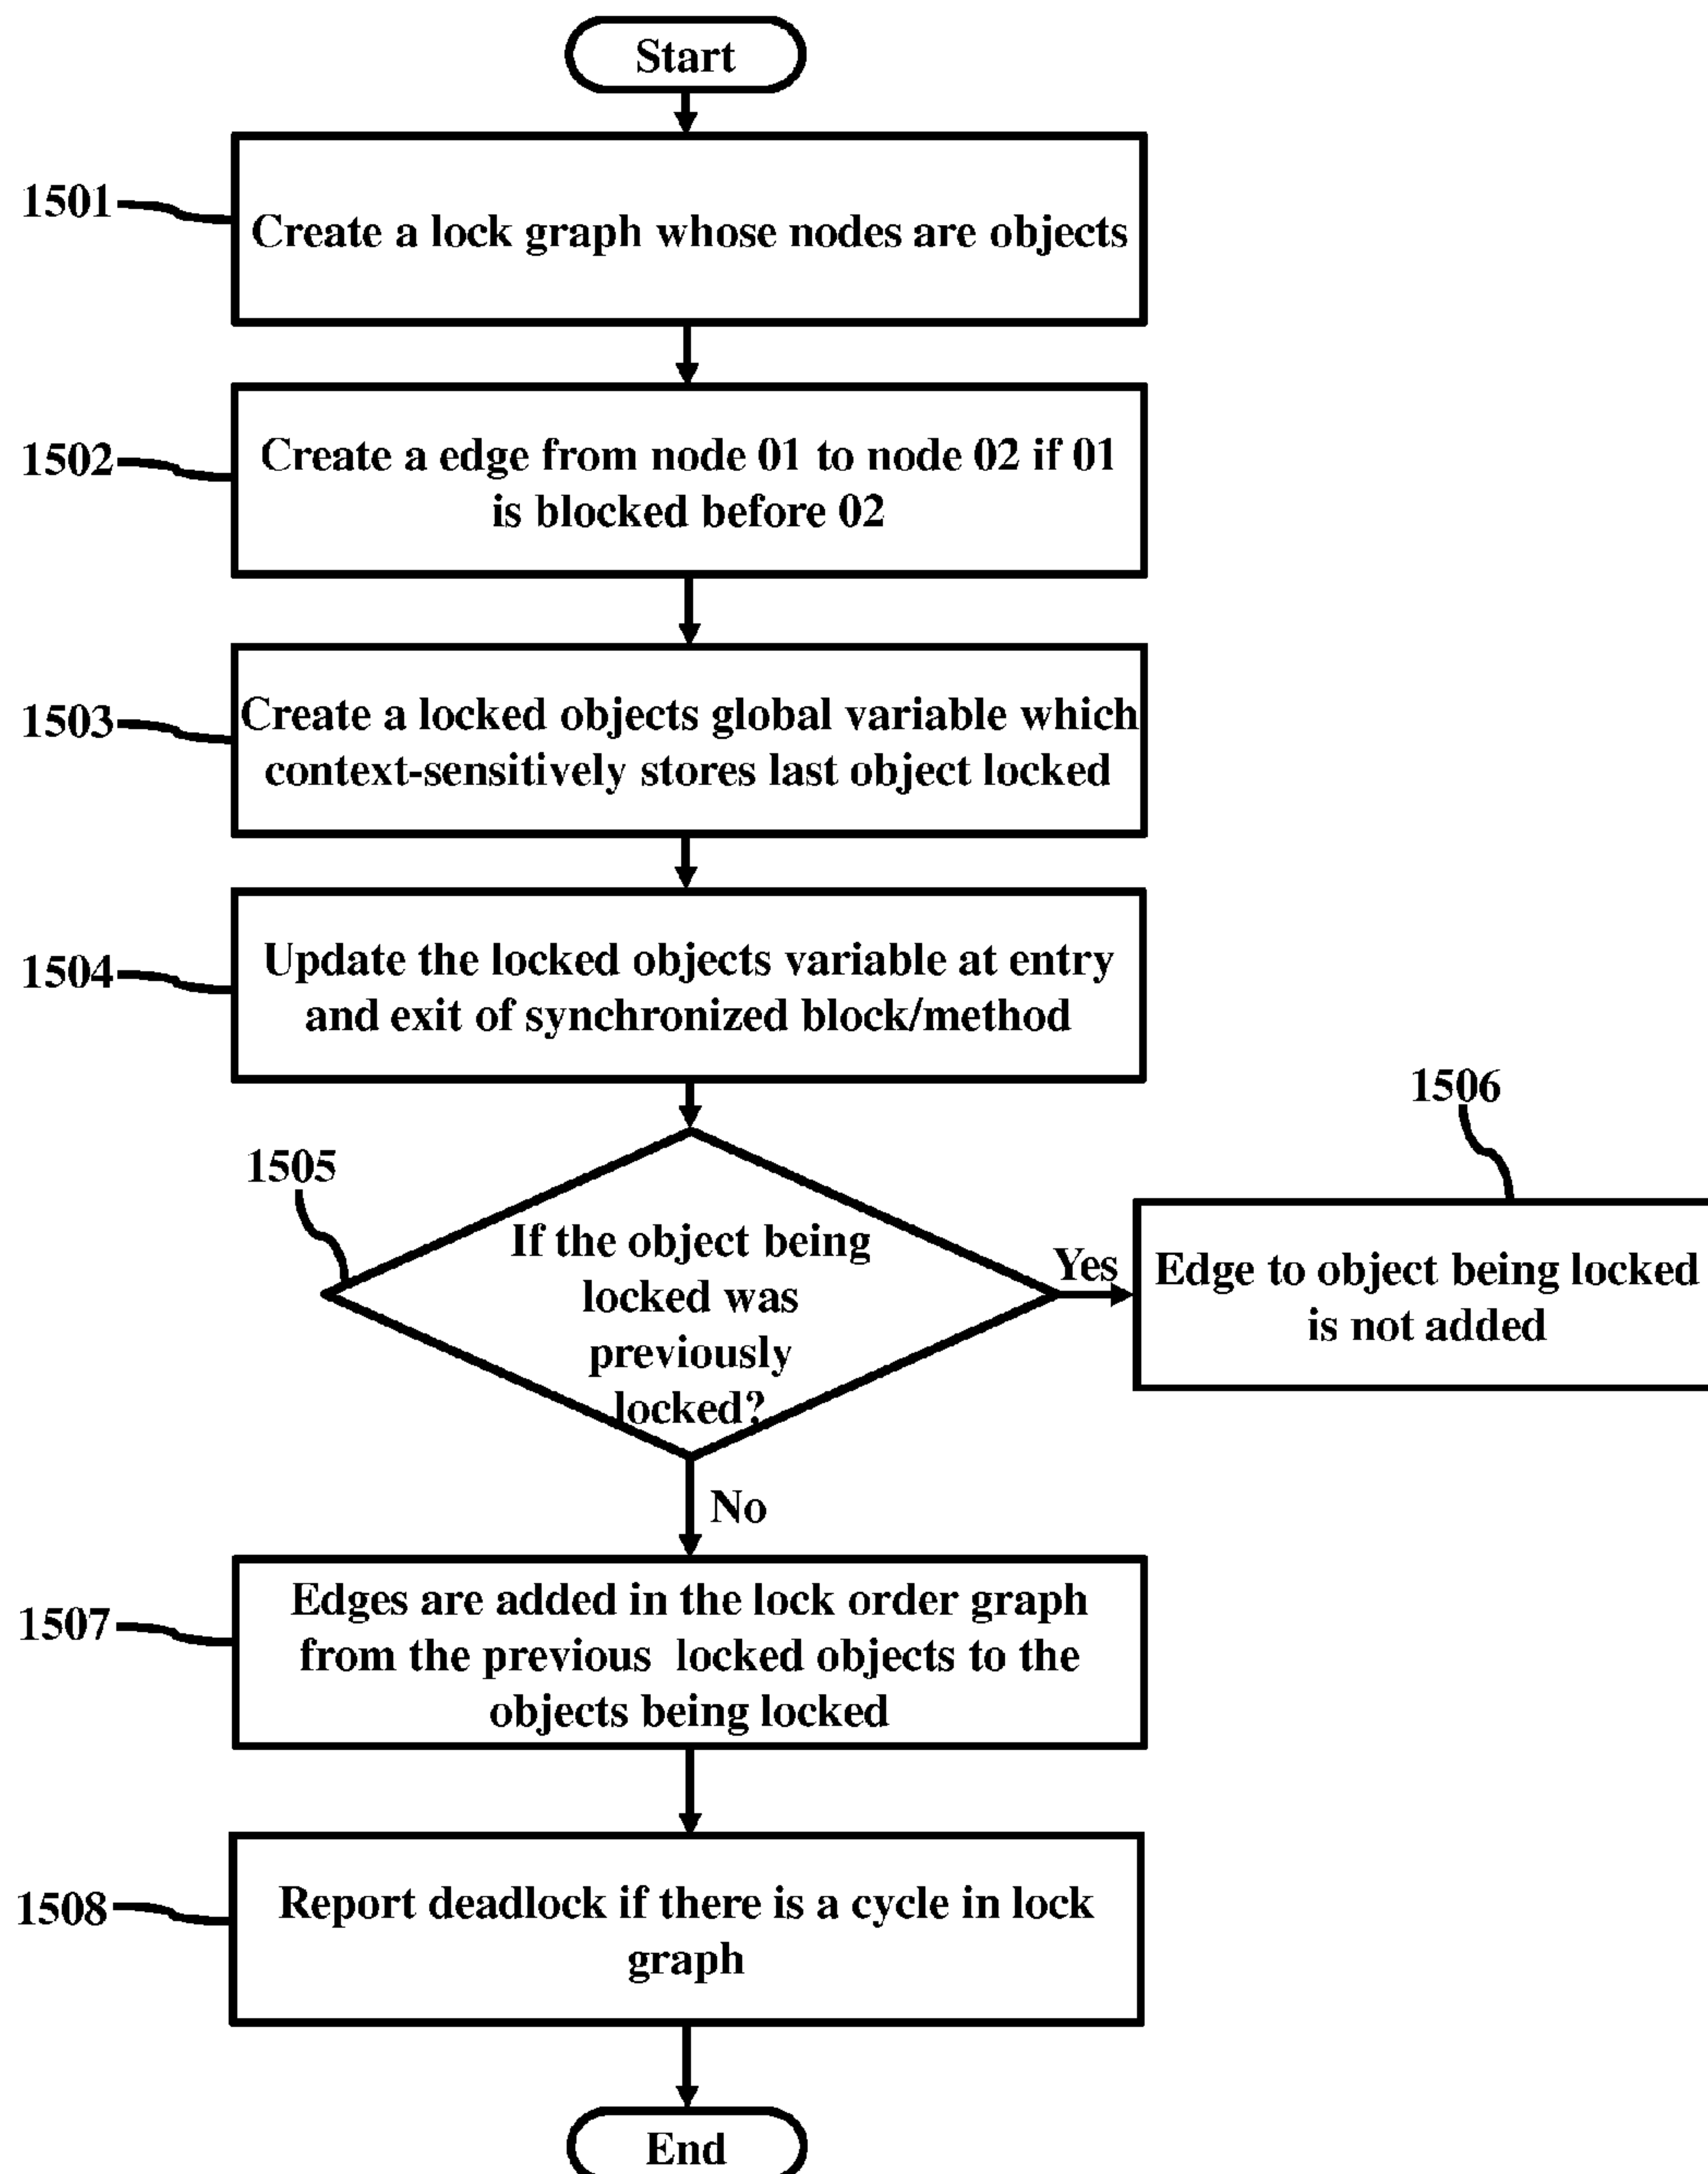 Start
1501
Create a lock graph whose nodes are objects
1502
Create a edge from node 01 to node 02 if 01
is blocked before 02
1503
Create a locked objects global variable which
context-sensitively stores last object locked
1504
Update the locked objects variable at entry
and exit of synchronized block/method
1505
If the object being
locked was
previously
locked?
Yes
1506
Edge to object being locked
is not added
No
1507
Edges are added in the lock order graph
from the previous locked objects to the
objects being locked
1508
Report deadlock if there is a cycle in lock
graph
End